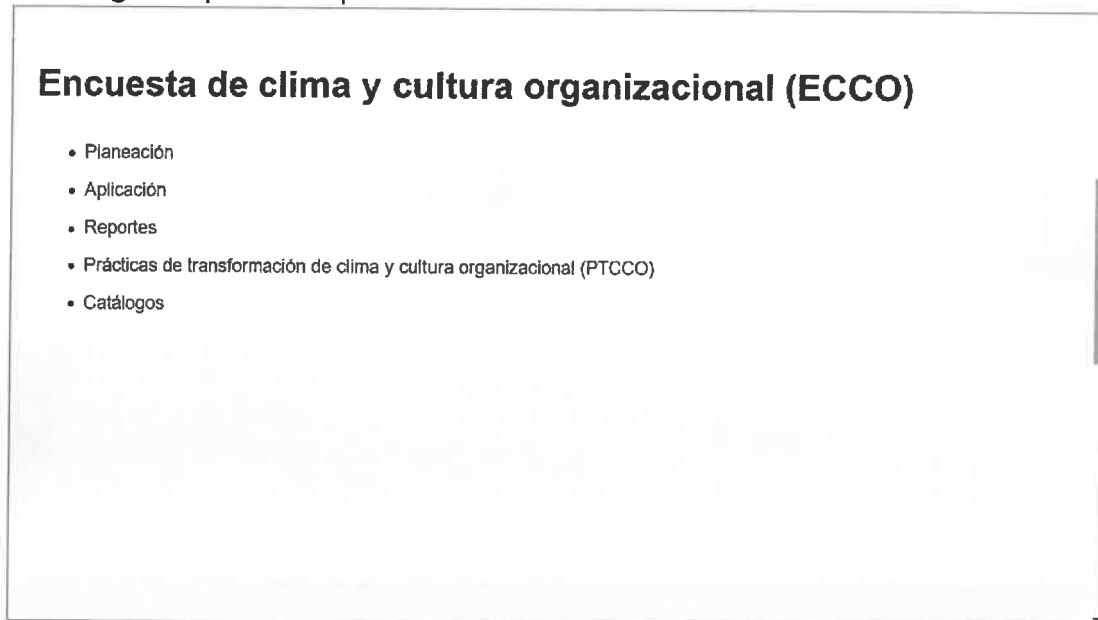 Encuesta de clima y cultura organizacional (ECCO)
• Planeación
• Aplicación
• Reportes
• Prácticas de transformación de clima y cultura organizacional (PTCCO)
• Catálogos